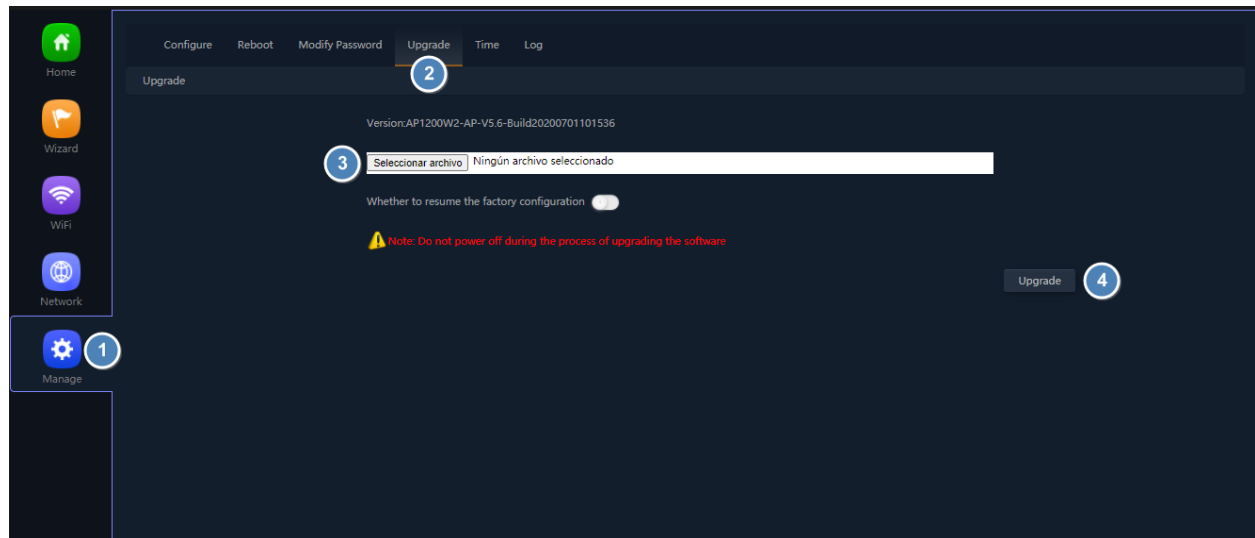 Home
Wizard
WiFi
Network
Manage
1
Configure Reboot Modify Password Upgrade Time Log
2
Upgrade
Version:AP1200W2-AP-V5.6-Build20200701101536
3 Seleccionar archivo Ningún archivo seleccionado
Whether to resume the factory configuration
Note: Do not power off during the process of upgrading the software
Upgrade 4